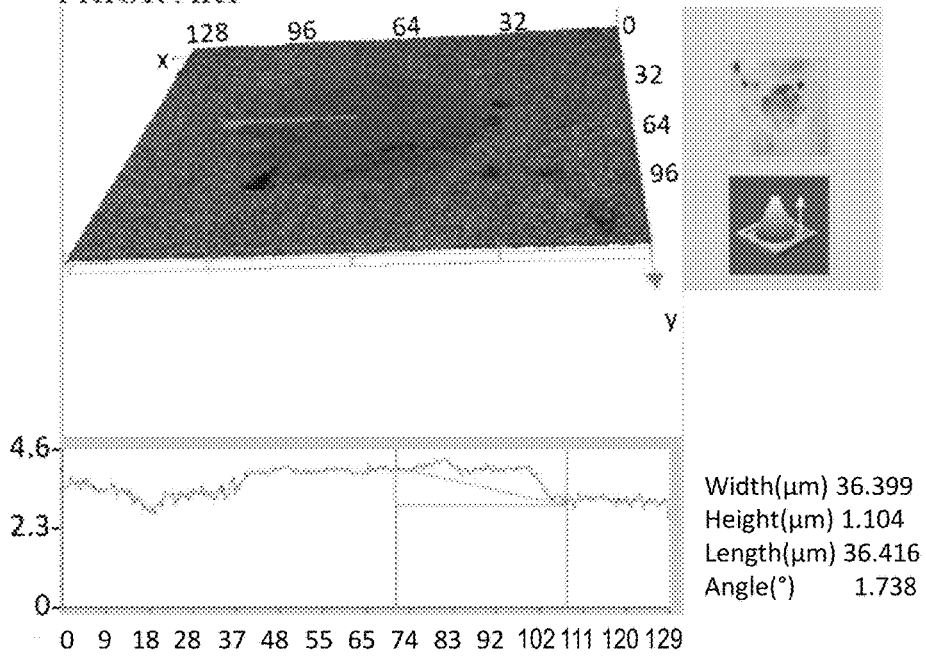 128 96 64 32 0
x
32
64
96
y
4.6
2.3
0
0 9 18 28 37 48 55 65 74 83 92 102 111 120 129
Width(µm) 36.399
Height(µm) 1.104
Length(µm) 36.416
Angle(°) 1.738